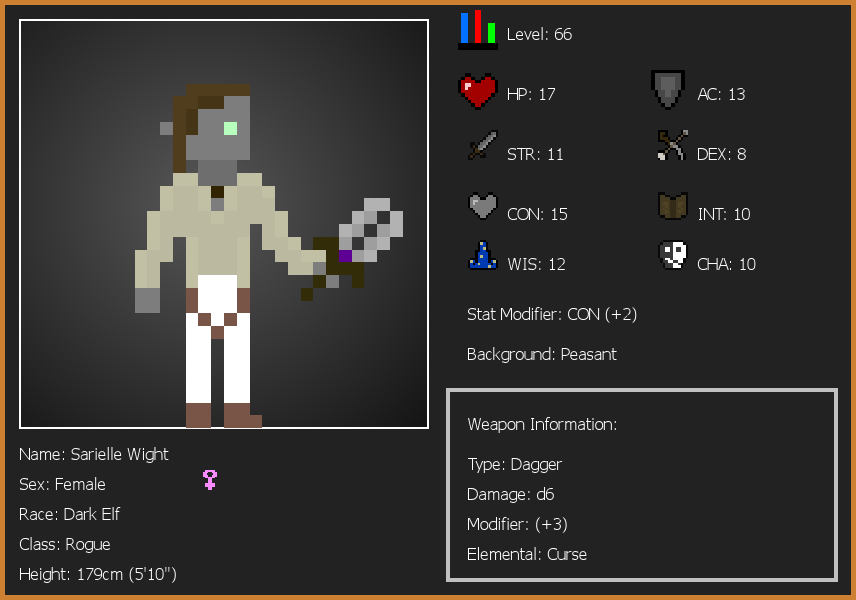 Level: 66
HP: 17
AC: 13
STR: 11
DEX: 8
CON: 15
INT: 10
WIS: 12
CHA: 10
Stat Modifier: CON (+2)
Background: Peasant
Weapon Information:
Type: Dagger
Damage: d6
Modifier: (+3)
Elemental: Curse
Name: Sarielle Wight
Sex: Female
Race: Dark Elf
Class: Rogue
Height: 179cm (5'10")